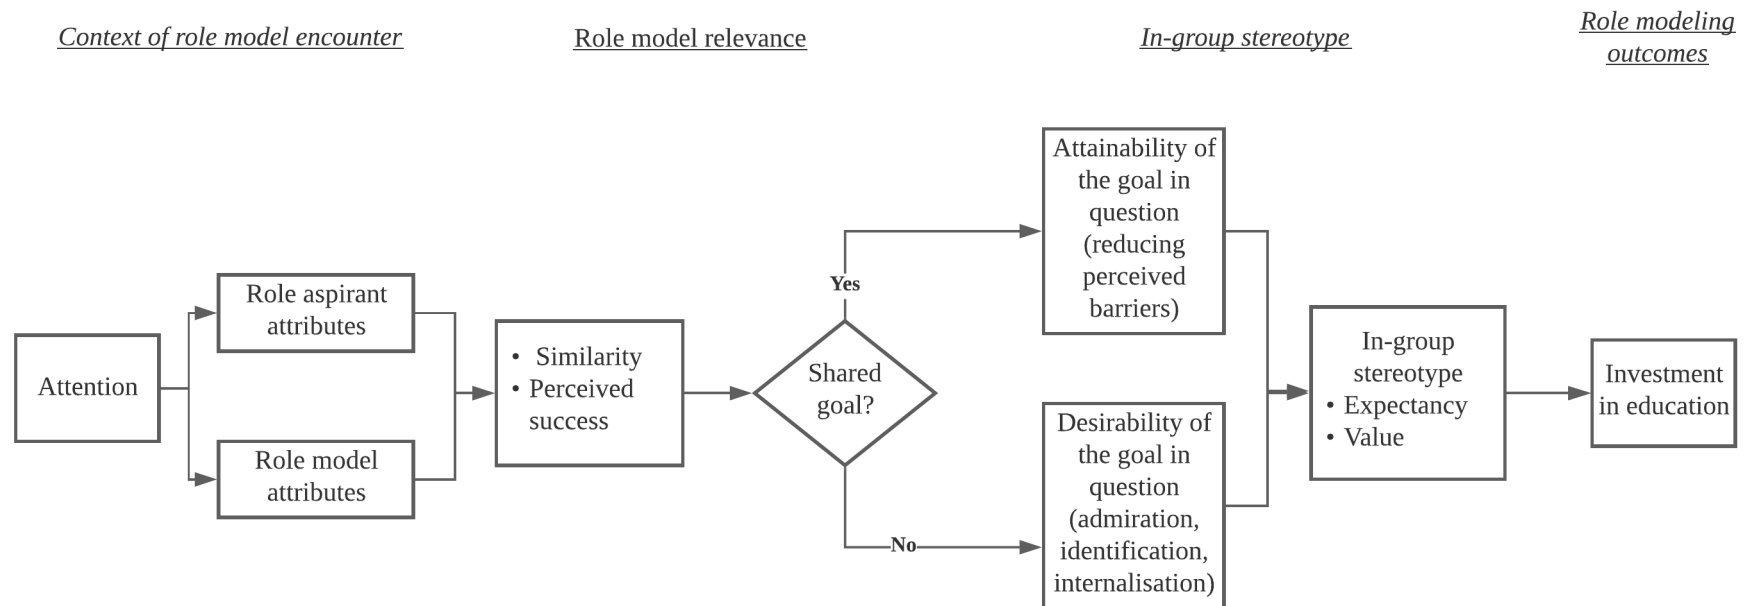 Context of role model encounter
Role model relevance
In-group stereotype
Role modeling
outcomes
Attention
Role aspirant
attributes
Role model
attributes
• Similarity
• Perceived
success
Shared
goal?
Yes
No
Attainability of
the goal in
question
(reducing
perceived
barriers)
Desirability of
the goal in
question
(admiration,
identification,
internalisation)
In-group
stereotype
• Expectancy
• Value
Investment
in education